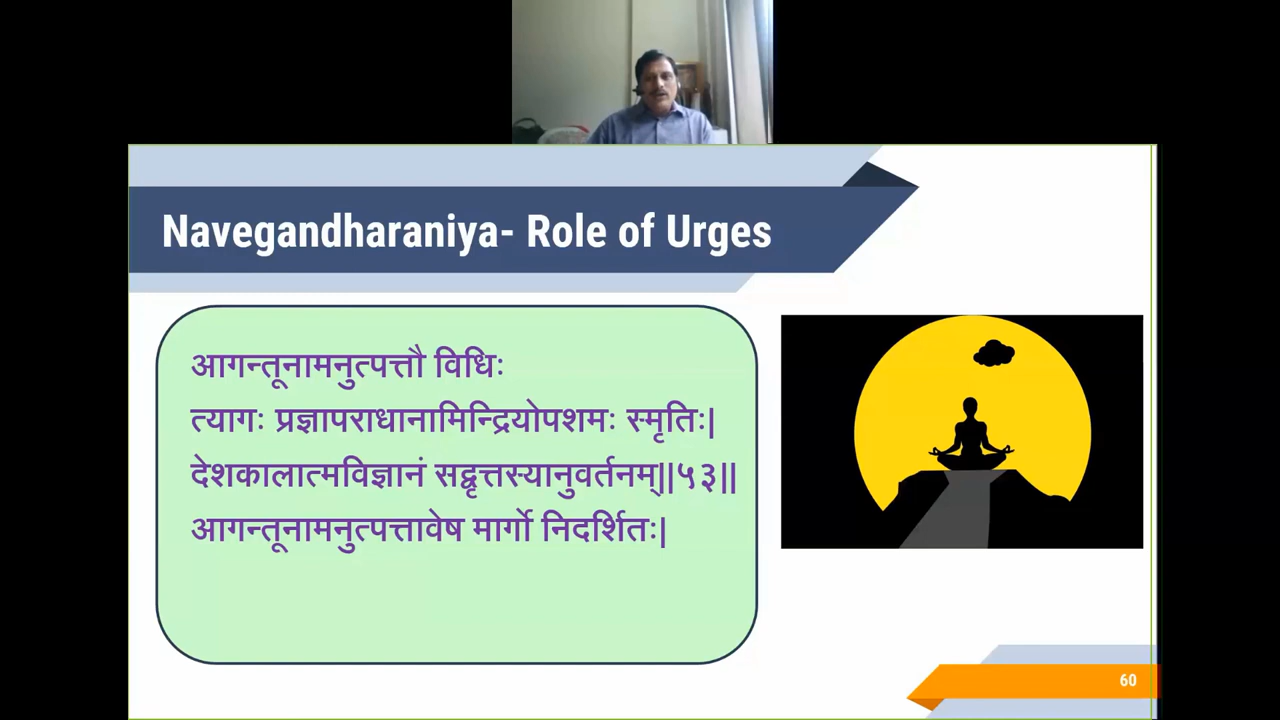 Navegandharaniya- Role of Urges
आगन्तूनामनुत्पत्तौ विधिः
त्यागः प्रज्ञापराधानामिन्द्रियोपशमः स्मृतिः|
देशकालात्मविज्ञानं सद्वृत्तस्यानुवर्तनम्||५३||
आगन्तूनामनुत्पत्तावेष मार्गो निदर्शितः|
60